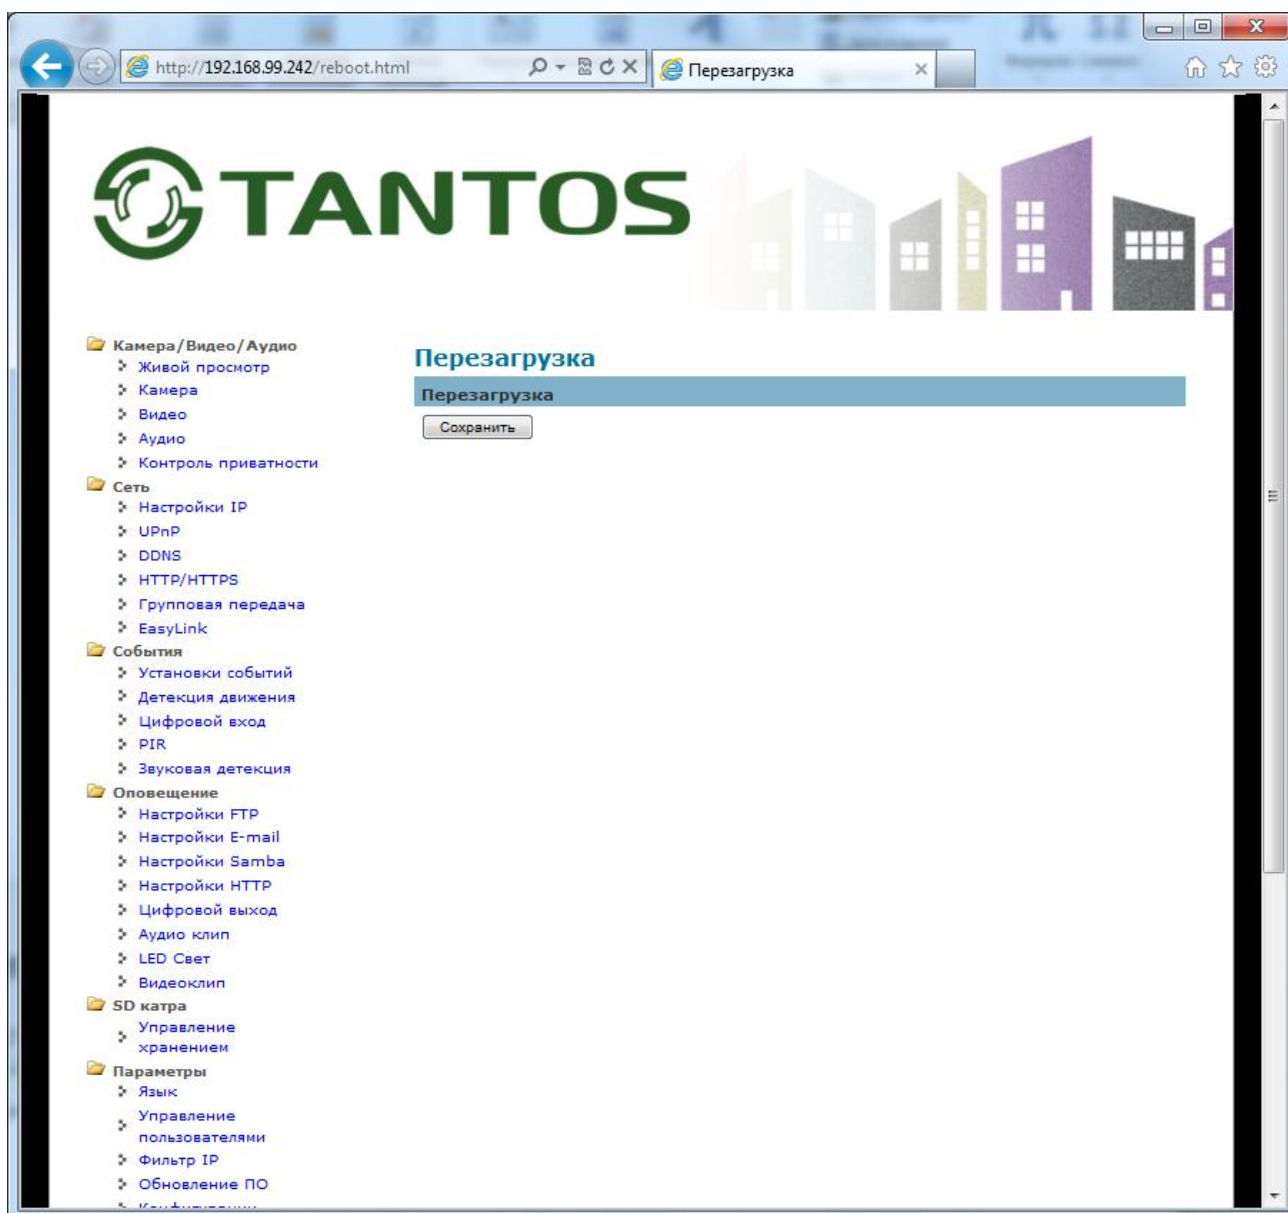 http://192.168.99.242/reboot.html
Перезагрузка
TANTOS
Камера/Видео/Аудио
Живой просмотр
Камера
Видео
Аудио
Контроль приватности
Сеть
Настройки IP
UPnP
DDNS
HTTP/HTTPS
Групповая передача
EasyLink
События
Установки событий
Детекция движения
Цифровой вход
PIR
Звуковая детекция
Оповещение
Настройки FTP
Настройки E-mail
Настройки Samba
Настройки HTTP
Цифровой выход
Аудио клип
LED Свет
Видеоклип
SD катра
Управление
хранением
Параметры
Язык
Управление
пользователями
Фильтр IP
Обновление ПО
Перезагрузка
Перезагрузка
Сохранить